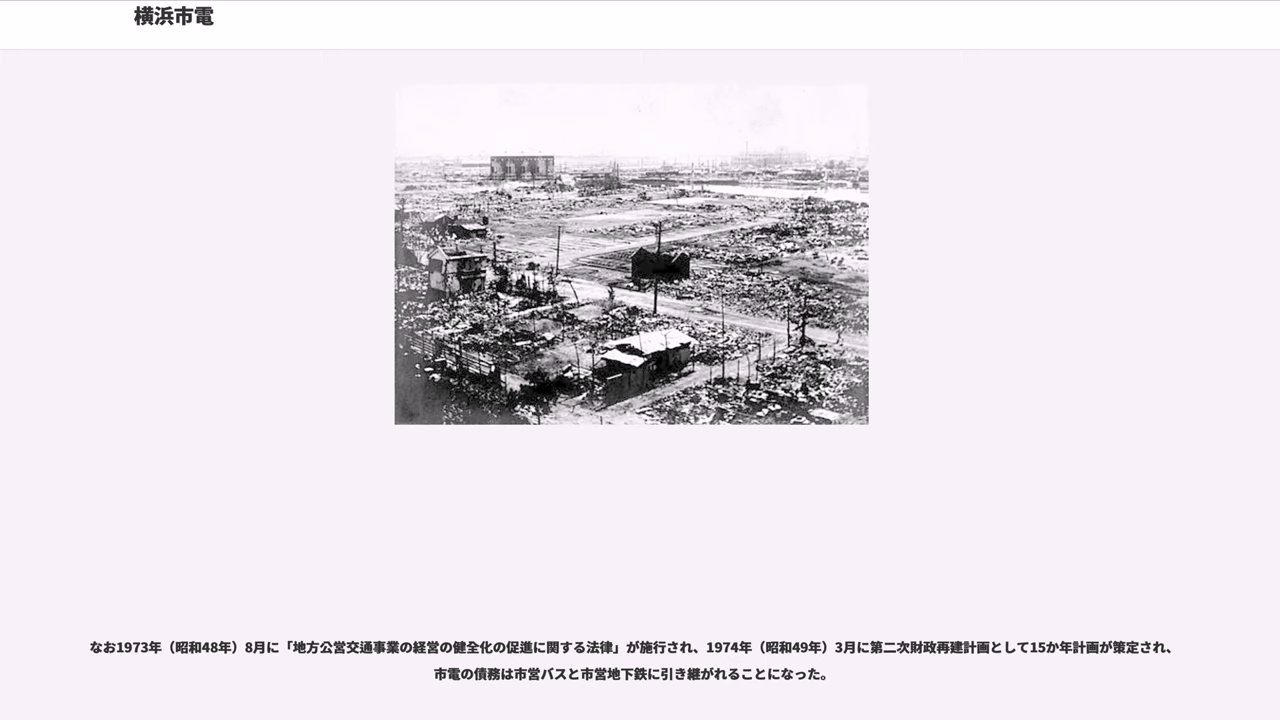 横浜市電
なお1973年（昭和48年）8月に「地方公営交通事業の経営の健全化の促進に関する法律」が施行され、1974年（昭和49年）3月に第二次財政再建計画として15か年計画が策定され、
市電の債務は市営バスと市営地下鉄に引き継がれることになった。